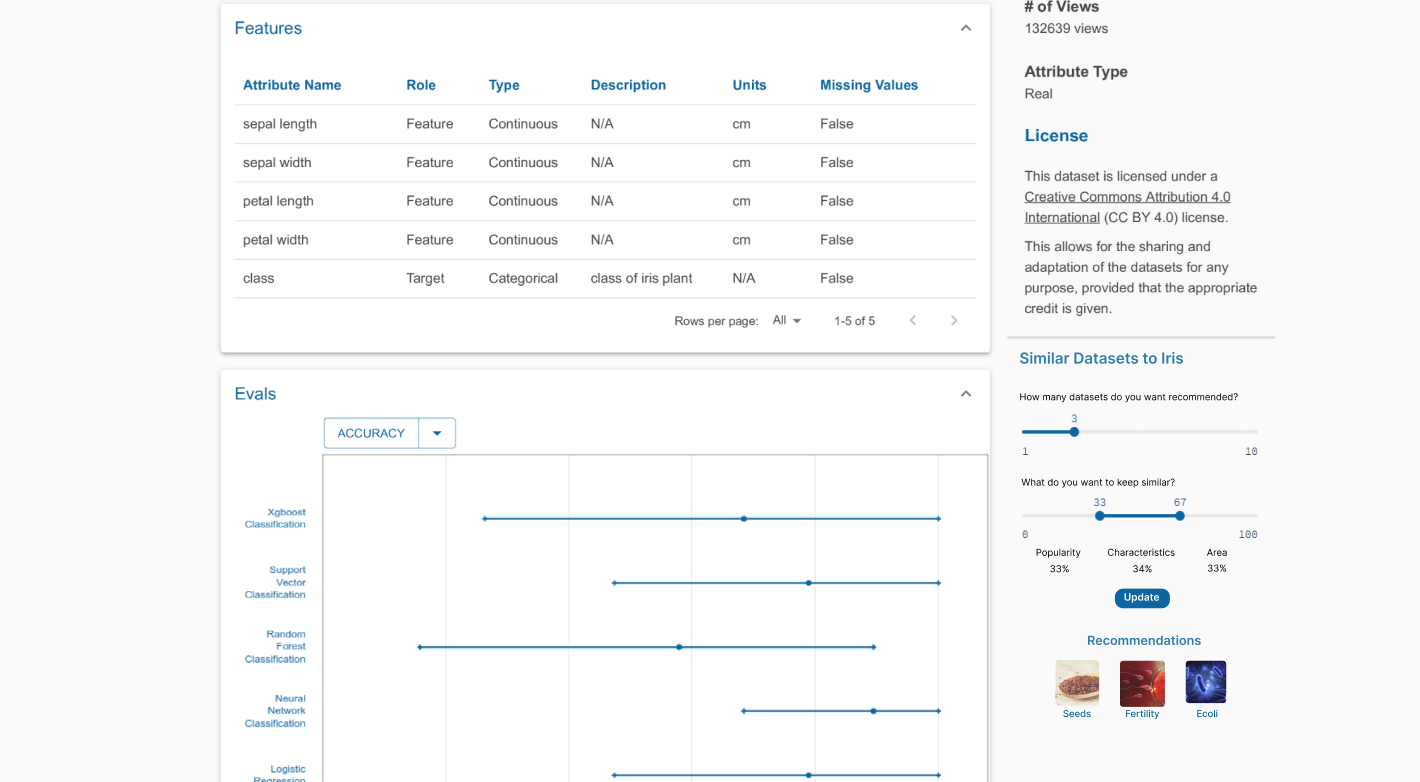 Features
Attribute Name Role Type Description Units Missing Values
sepal length Feature Continuous N/A cm False
sepal width Feature Continuous N/A cm False
petal length Feature Continuous N/A cm False
petal width Feature Continuous N/A cm False
class Target Categorical class of iris plant N/A False
Rows per page: All 1-5 of 5
Evals
ACCURACY
Xgboost
Classification
Support
Vector
Classification
Random
Forest
Classification
Neural
Network
Classification
Logistic
Regression
# of Views
132639 views
Attribute Type
Real
License
This dataset is licensed under a
Creative Commons Attribution 4.0
International (CC BY 4.0) license.
This allows for the sharing and
adaptation of the datasets for any
purpose, provided that the appropriate
credit is given.
Similar Datasets to Iris
How many datasets do you want recommended?
3
1 10
What do you want to keep similar?
33 67
0 100
Popularity Characteristics Area
33% 34% 33%
Update
Recommendations
Seeds Fertility Ecoli